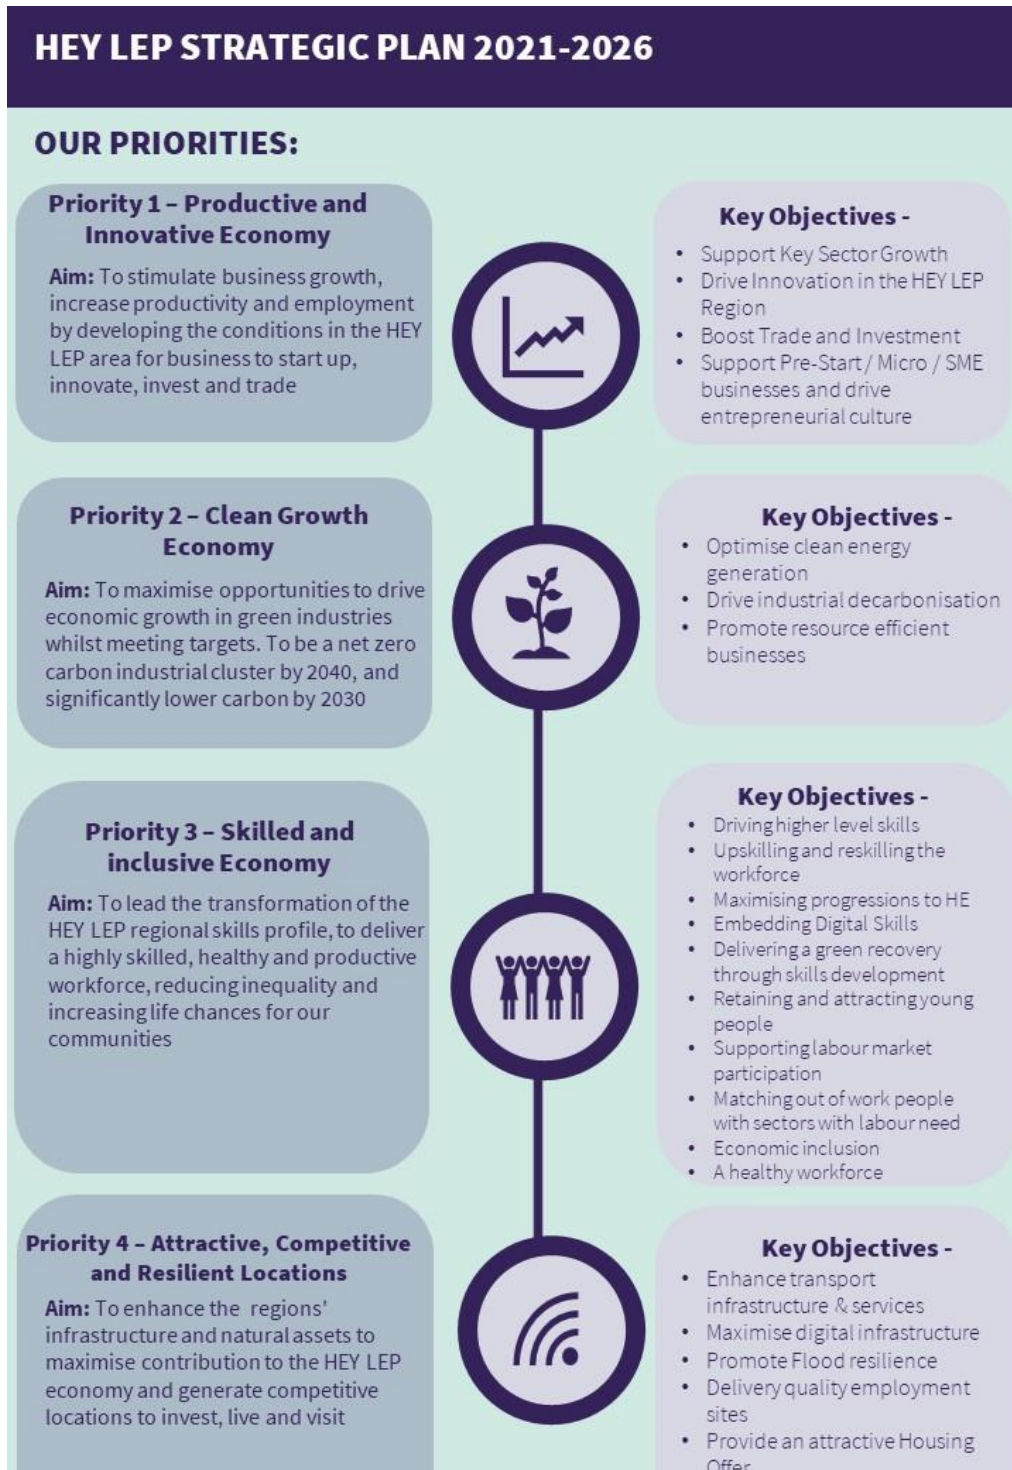 HEY LEP STRATEGIC PLAN 2021-2026
OUR PRIORITIES:
Priority 1 – Productive and
Innovative Economy
Aim: To stimulate business growth,
increase productivity and employment
by developing the conditions in the HEY
LEP area for business to start up,
innovate, invest and trade
Key Objectives -
• Support Key Sector Growth
• Drive Innovation in the HEY LEP
Region
• Boost Trade and Investment
• Support Pre-Start / Micro / SME
businesses and drive
entrepreneurial culture
Priority 2 – Clean Growth
Economy
Aim: To maximise opportunities to drive
economic growth in green industries
whilst meeting targets. To be a net zero
carbon industrial cluster by 2040, and
significantly lower carbon by 2030
Key Objectives -
• Optimise clean energy
generation
• Drive industrial decarbonisation
• Promote resource efficient
businesses
Priority 3 – Skilled and
inclusive Economy
Aim: To lead the transformation of the
HEY LEP regional skills profile, to deliver
a highly skilled, healthy and productive
workforce, reducing inequality and
increasing life chances for our
communities
Key Objectives -
• Driving higher level skills
• Upskilling and reskilling the
workforce
• Maximising progressions to HE
• Embedding Digital Skills
• Delivering a green recovery
through skills development
• Retaining and attracting young
people
• Supporting labour market
participation
• Matching out of work people
with sectors with labour need
• Economic inclusion
• A healthy workforce
Priority 4 – Attractive, Competitive
and Resilient Locations
Aim: To enhance the regions'
infrastructure and natural assets to
maximise contribution to the HEY LEP
economy and generate competitive
locations to invest, live and visit
Key Objectives -
• Enhance transport
infrastructure & services
• Maximise digital infrastructure
• Promote Flood resilience
• Delivery quality employment
sites
• Provide an attractive Housing
Offer